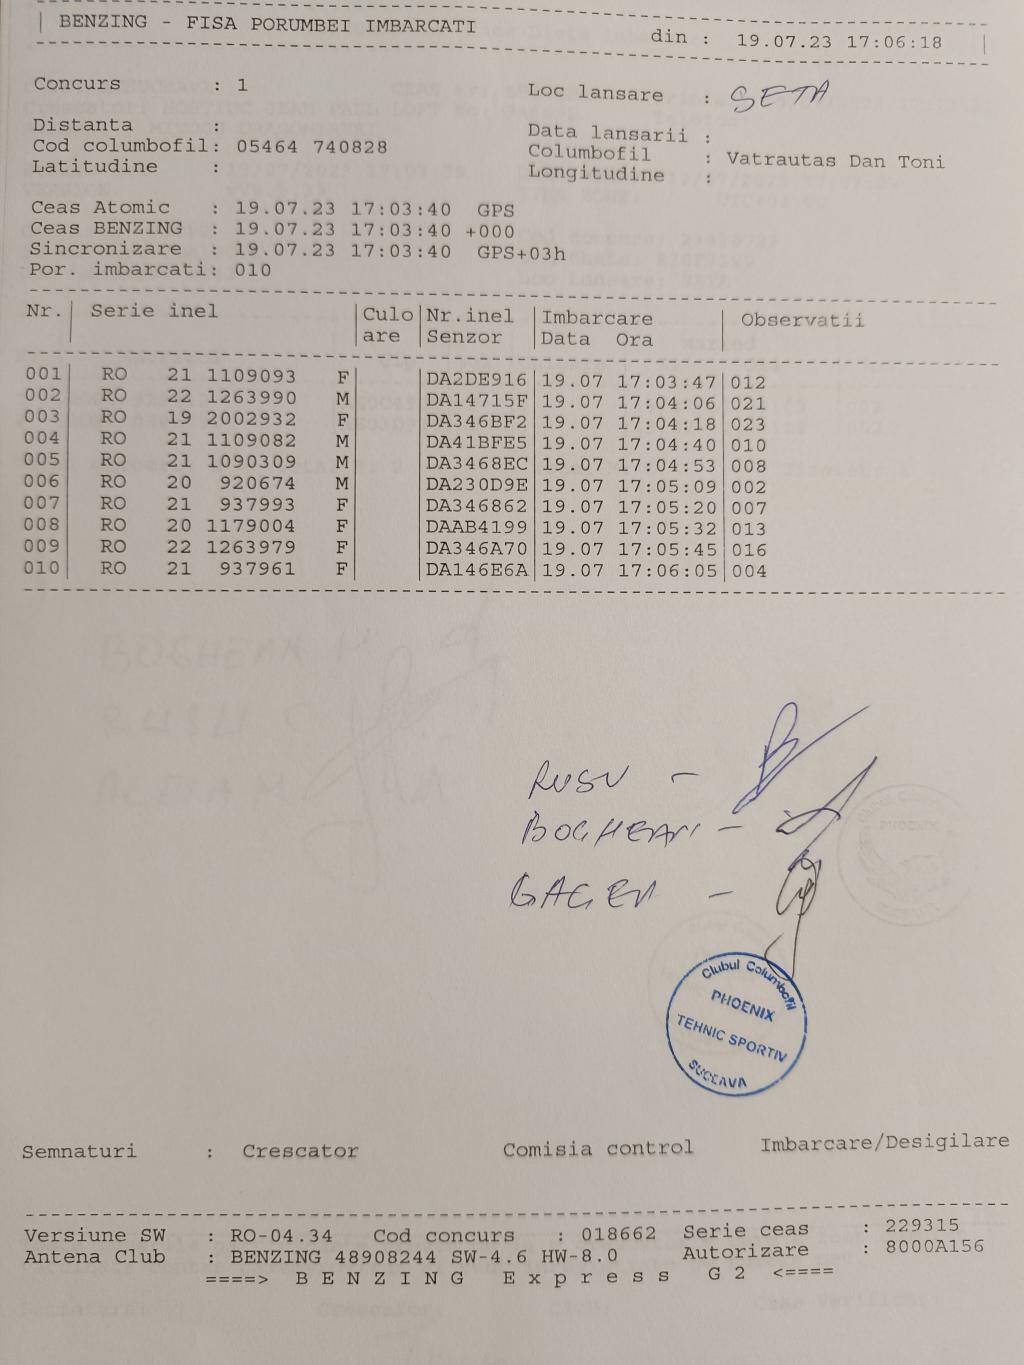 BENZING - FISA PORUMBEI IMBARCATI din : 19.07.23 17:06:18
Concurs : 1 Loc lansare : SETA
Distanta : Data lansarii :
Cod columbofil: 05464 740828 Columbofil : Vatrautas Dan Toni
Latitudine : Longitudine :
Ceas Atomic : 19.07.23 17:03:40 GPS
Ceas BENZING : 19.07.23 17:03:40 +000
Sincronizare : 19.07.23 17:03:40 GPS+03h
Por. imbarcati: 010
Nr. Serie inel Culo Nr.inel Imbarcare Observatii
are Senzor Data Ora
001 RO 21 1109093 F DA2DE916 19.07 17:03:47 012
002 RO 22 1263990 M DA14715F 19.07 17:04:06 021
003 RO 19 2002932 F DA346BF2 19.07 17:04:18 023
004 RO 21 1109082 M DA41BFE5 19.07 17:04:40 010
005 RO 21 1090309 M DA3468EC 19.07 17:04:53 008
006 RO 20 920674 M DA230D9E 19.07 17:05:09 002
007 RO 21 937993 F DA346862 19.07 17:05:20 007
008 RO 20 1179004 F DAAB4199 19.07 17:05:32 013
009 RO 22 1263979 F DA346A70 19.07 17:05:45 016
010 RO 21 937961 F DA146E6A 19.07 17:06:05 004
RUSU -
BOGHEAN -
GAGEA -
Clubul Columbofil
PHOENIX
TEHNIC SPORTIV
SUCEAVA
Semnaturi : Crescator Comisia control Imbarcare/Desigilare
Versiune SW : RO-04.34 Cod concurs : 018662 Serie ceas : 229315
Antena Club : BENZING 48908244 SW-4.6 HW-8.0 Autorizare : 8000A156
====> B E N Z I N G E x p r e s s G 2 <====